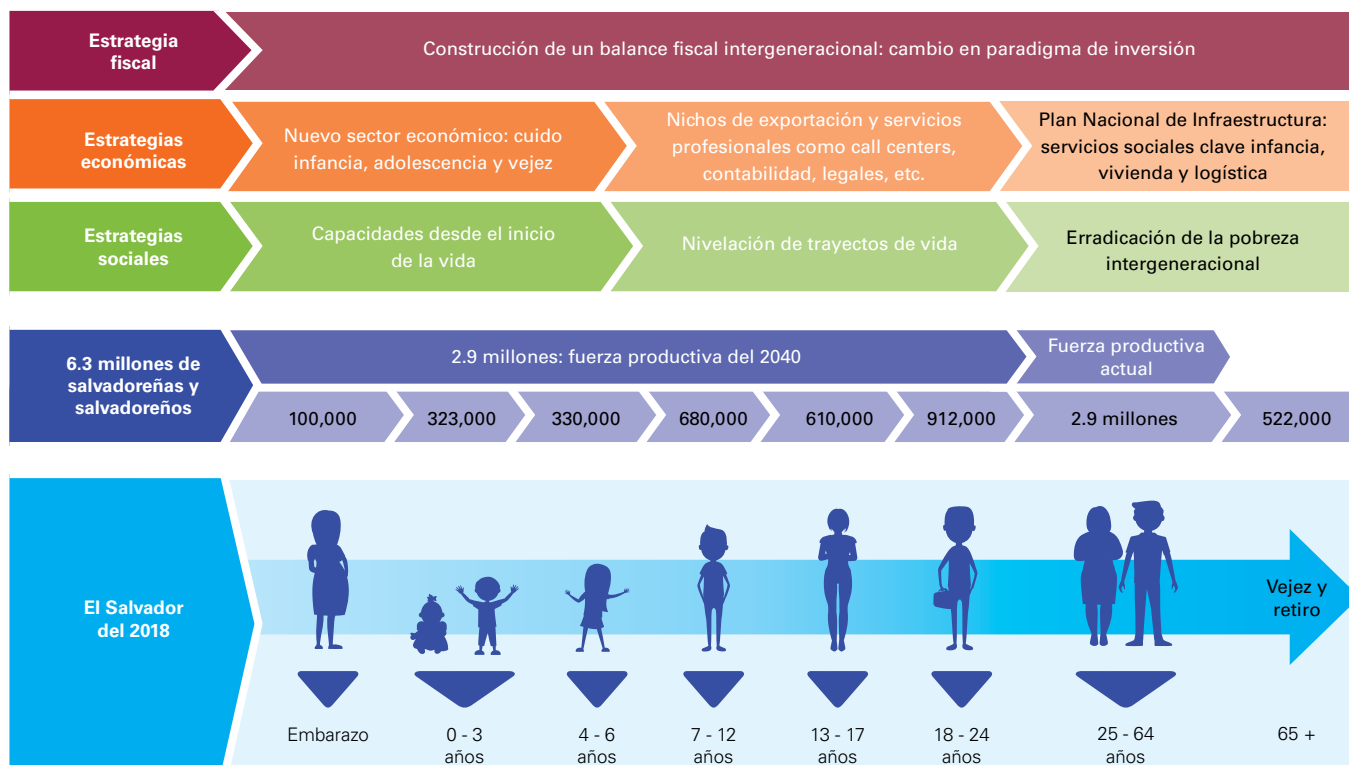 Estrategia
fiscal
Construcción de un balance fiscal intergeneracional: cambio en paradigma de inversión
Estrategias
económicas
Nuevo sector económico: cuido
infancia, adolescencia y vejez
Nichos de exportación y servicios
profesionales como call centers,
contabilidad, legales, etc.
Plan Nacional de Infraestructura:
servicios sociales clave infancia,
vivienda y logística
Estrategias
sociales
Capacidades desde el inicio
de la vida
Nivelación de trayectos de vida
Erradicación de la pobreza
intergeneracional
6.3 millones de
salvadoreñas y
salvadoreños
2.9 millones: fuerza productiva del 2040
Fuerza productiva
actual
100,000
323,000
330,000
680,000
610,000
912,000
2.9 millones
522,000
El Salvador
del 2018
Vejez y
retiro
Embarazo
0 - 3
años
4 - 6
años
7 - 12
años
13 - 17
años
18 - 24
años
25 - 64
años
65 +